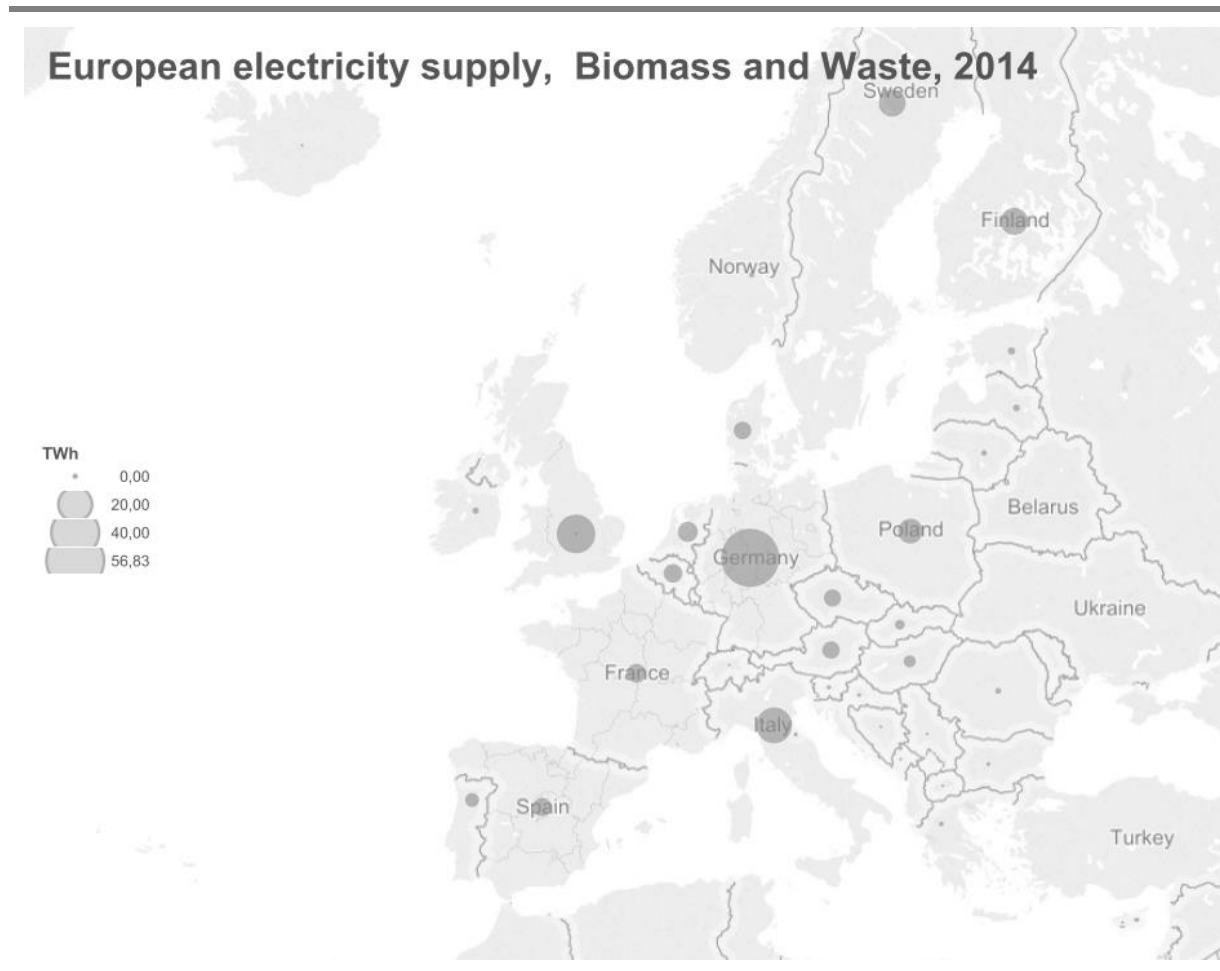 European electricity supply, Biomass and Waste, 2014
Sweden
Finland
Norway
TWh
0,00
20,00
40,00
56,83
Belarus
Poland
Germany
Ukraine
France
Italy
Spain
Turkey